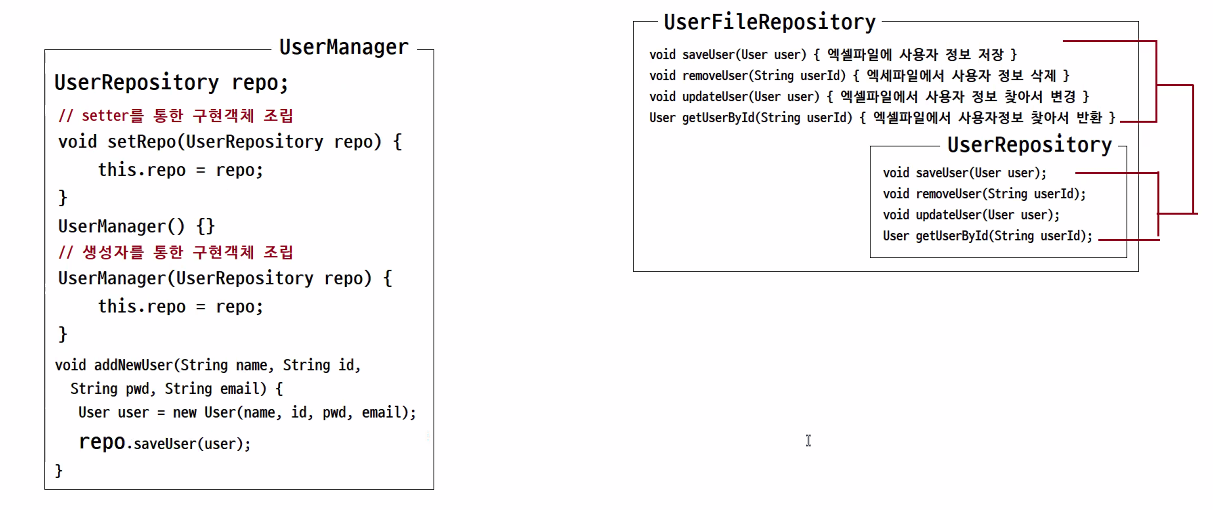 UserManager
UserRepository repo;
// setter를 통한 구현객체 조립
void setRepo(UserRepository repo) {
this.repo = repo;
}
UserManager() {}
// 생성자를 통한 구현객체 조립
UserManager(UserRepository repo) {
this.repo = repo;
}
void addNewUser(String name, String id,
String pwd, String email) {
User user = new User(name, id, pwd, email);
repo.saveUser(user);
}
UserFileRepository
void saveUser(User user) { 엑셀파일에 사용자 정보 저장 }
void removeUser(String userId) { 엑세파일에서 사용자 정보 삭제 }
void updateUser(User user) { 엑셀파일에서 사용자 정보 찾아서 변경 }
User getUserById(String userId) { 엑셀파일에서 사용자정보 찾아서 반환 }
UserRepository
void saveUser(User user);
void removeUser(String userId);
void updateUser(User user);
User getUserById(String userId);